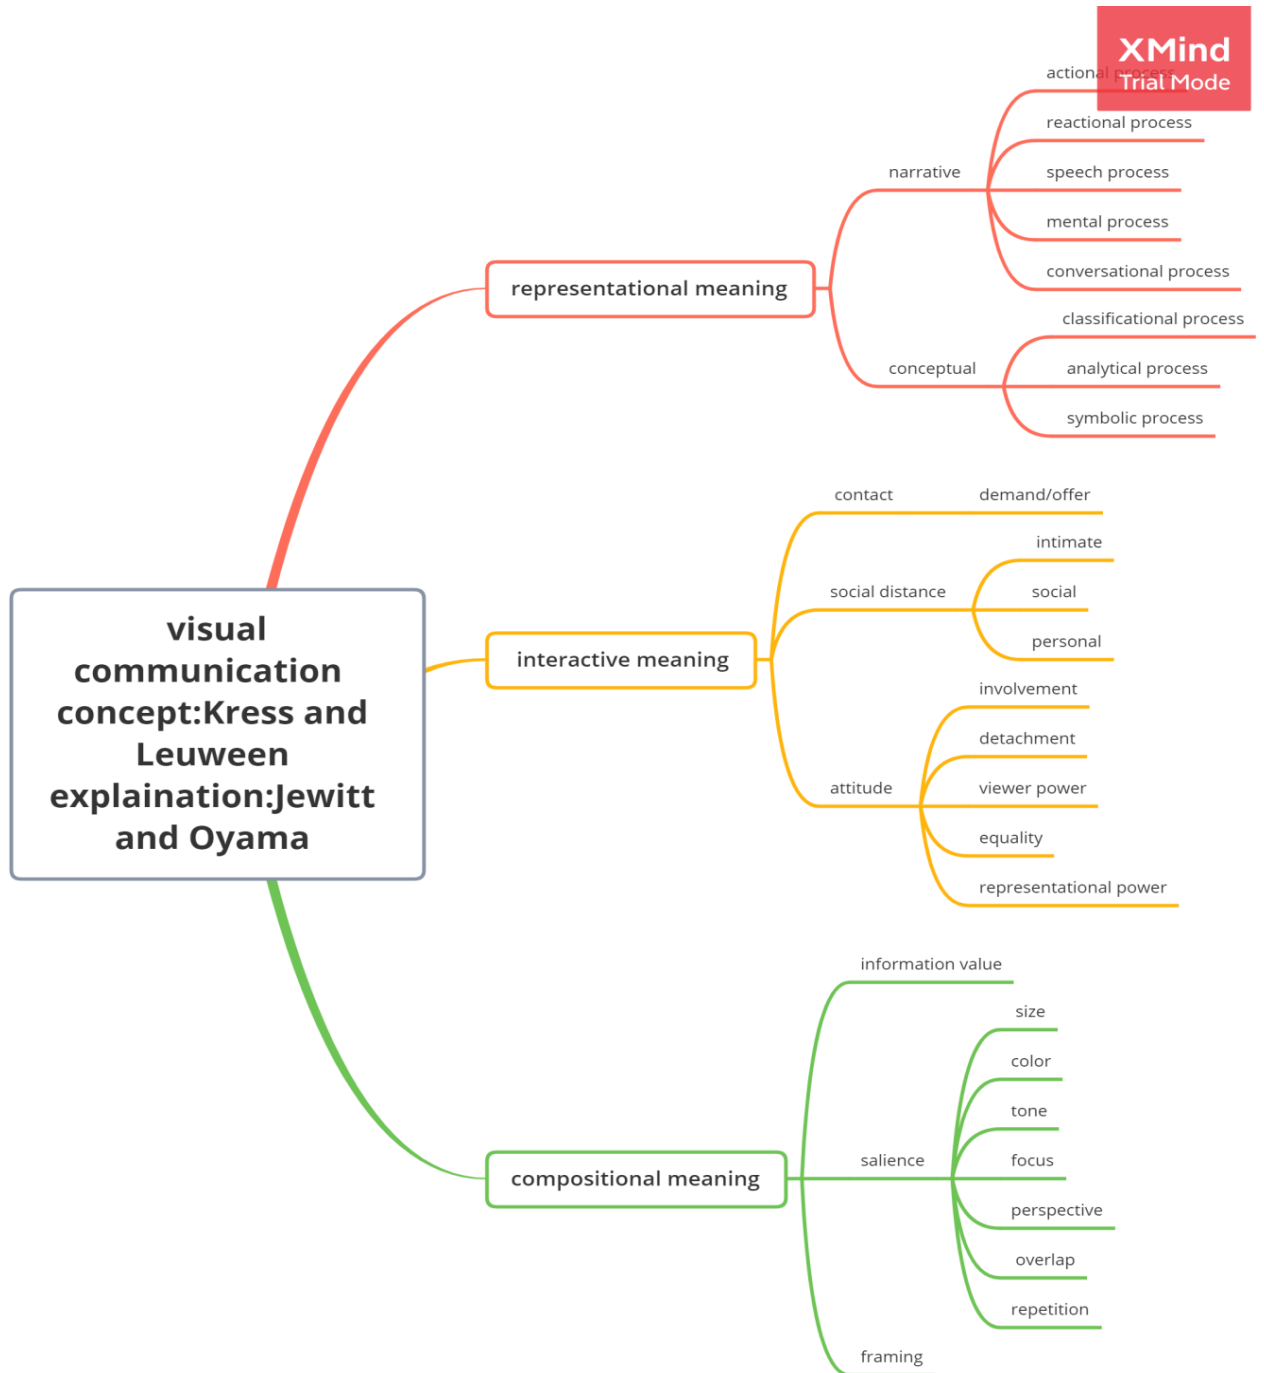 XMind
Trial Mode
actional process
reactional process
narrative
speech process
mental process
representational meaning
conversational process
classificational process
conceptual
analytical process
symbolic process
contact
demand/offer
intimate
social distance
social
personal
interactive meaning
involvement
detachment
attitude
viewer power
equality
representational power
visual
communication
concept:Kress and
Leuween
explaination:Jewitt
and Oyama
information value
size
color
tone
salience
focus
compositional meaning
perspective
overlap
repetition
framing